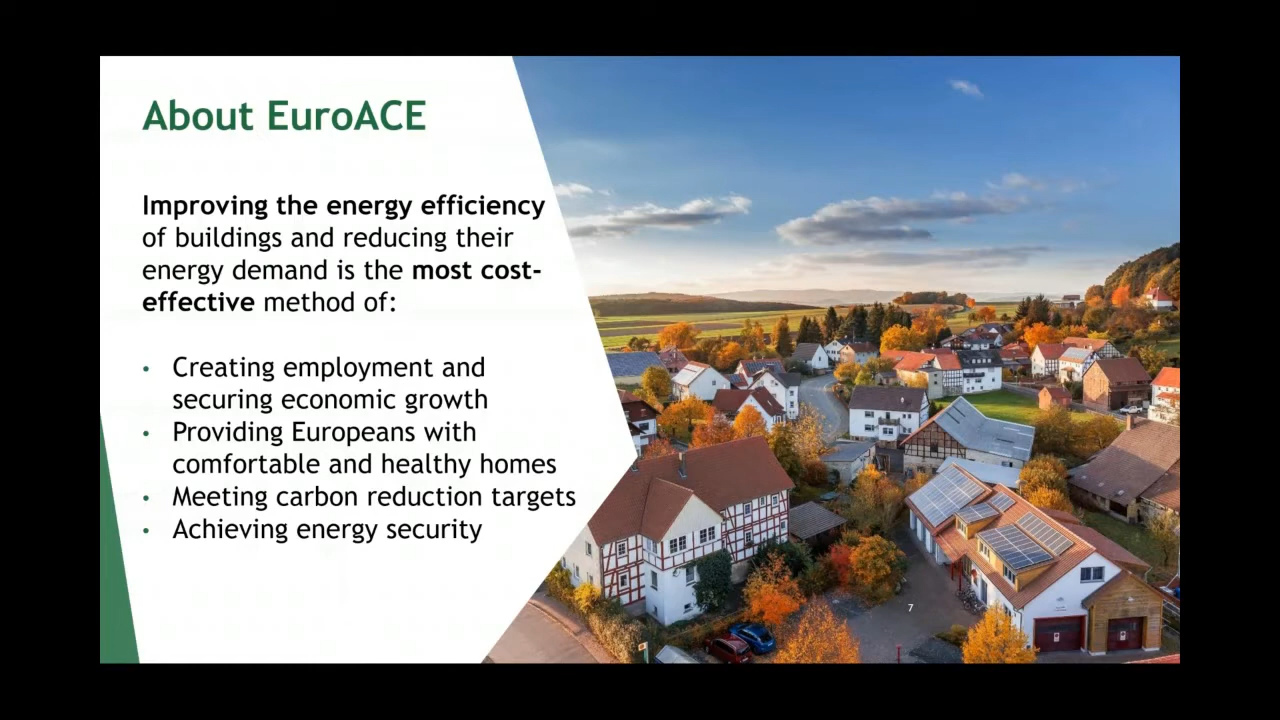 About EuroACE
Improving the energy efficiency
of buildings and reducing their
energy demand is the most cost-
effective method of:
• Creating employment and
securing economic growth
• Providing Europeans with
comfortable and healthy homes
• Meeting carbon reduction targets
• Achieving energy security
7